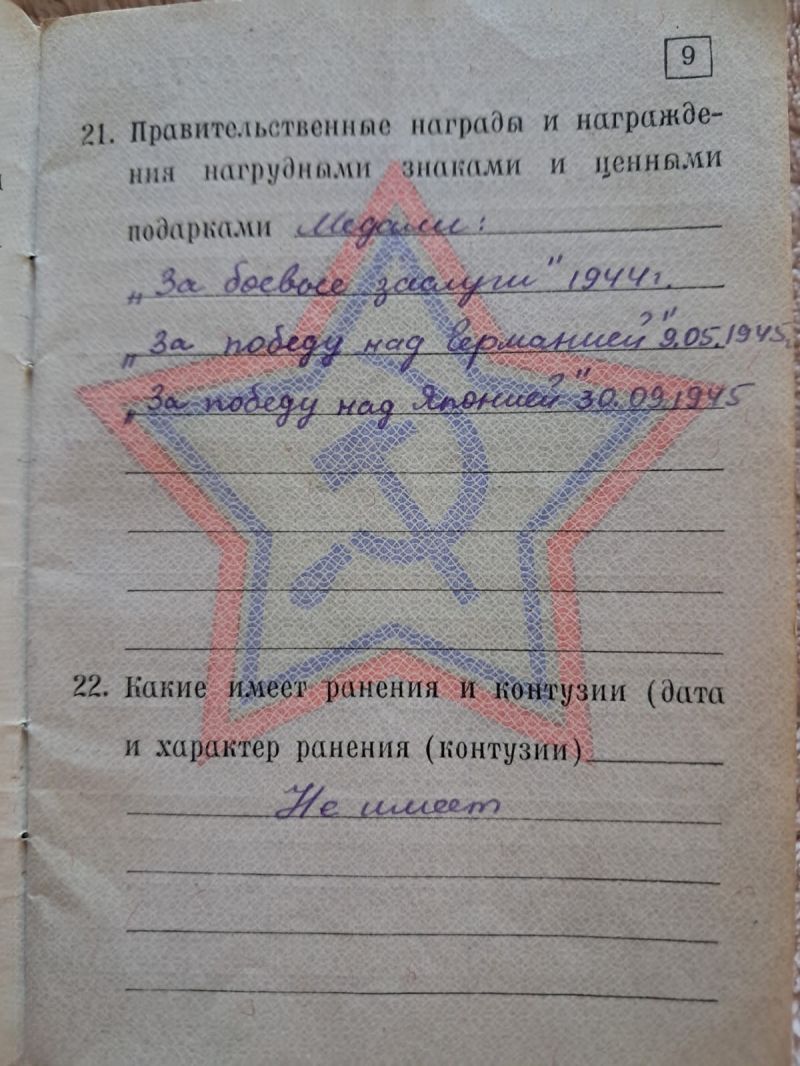 9
21. Правительственные награды и награжде-
ния нагрудными знаками и ценными
подарками Медали:
„За боевые заслуги" 1944г.
„За победу над Германией" 9.05.1945.
„За победу над Японией" 30.09.1945
22. Какие имеет ранения и контузии (дата
и характер ранения (контузии)
Не имеет